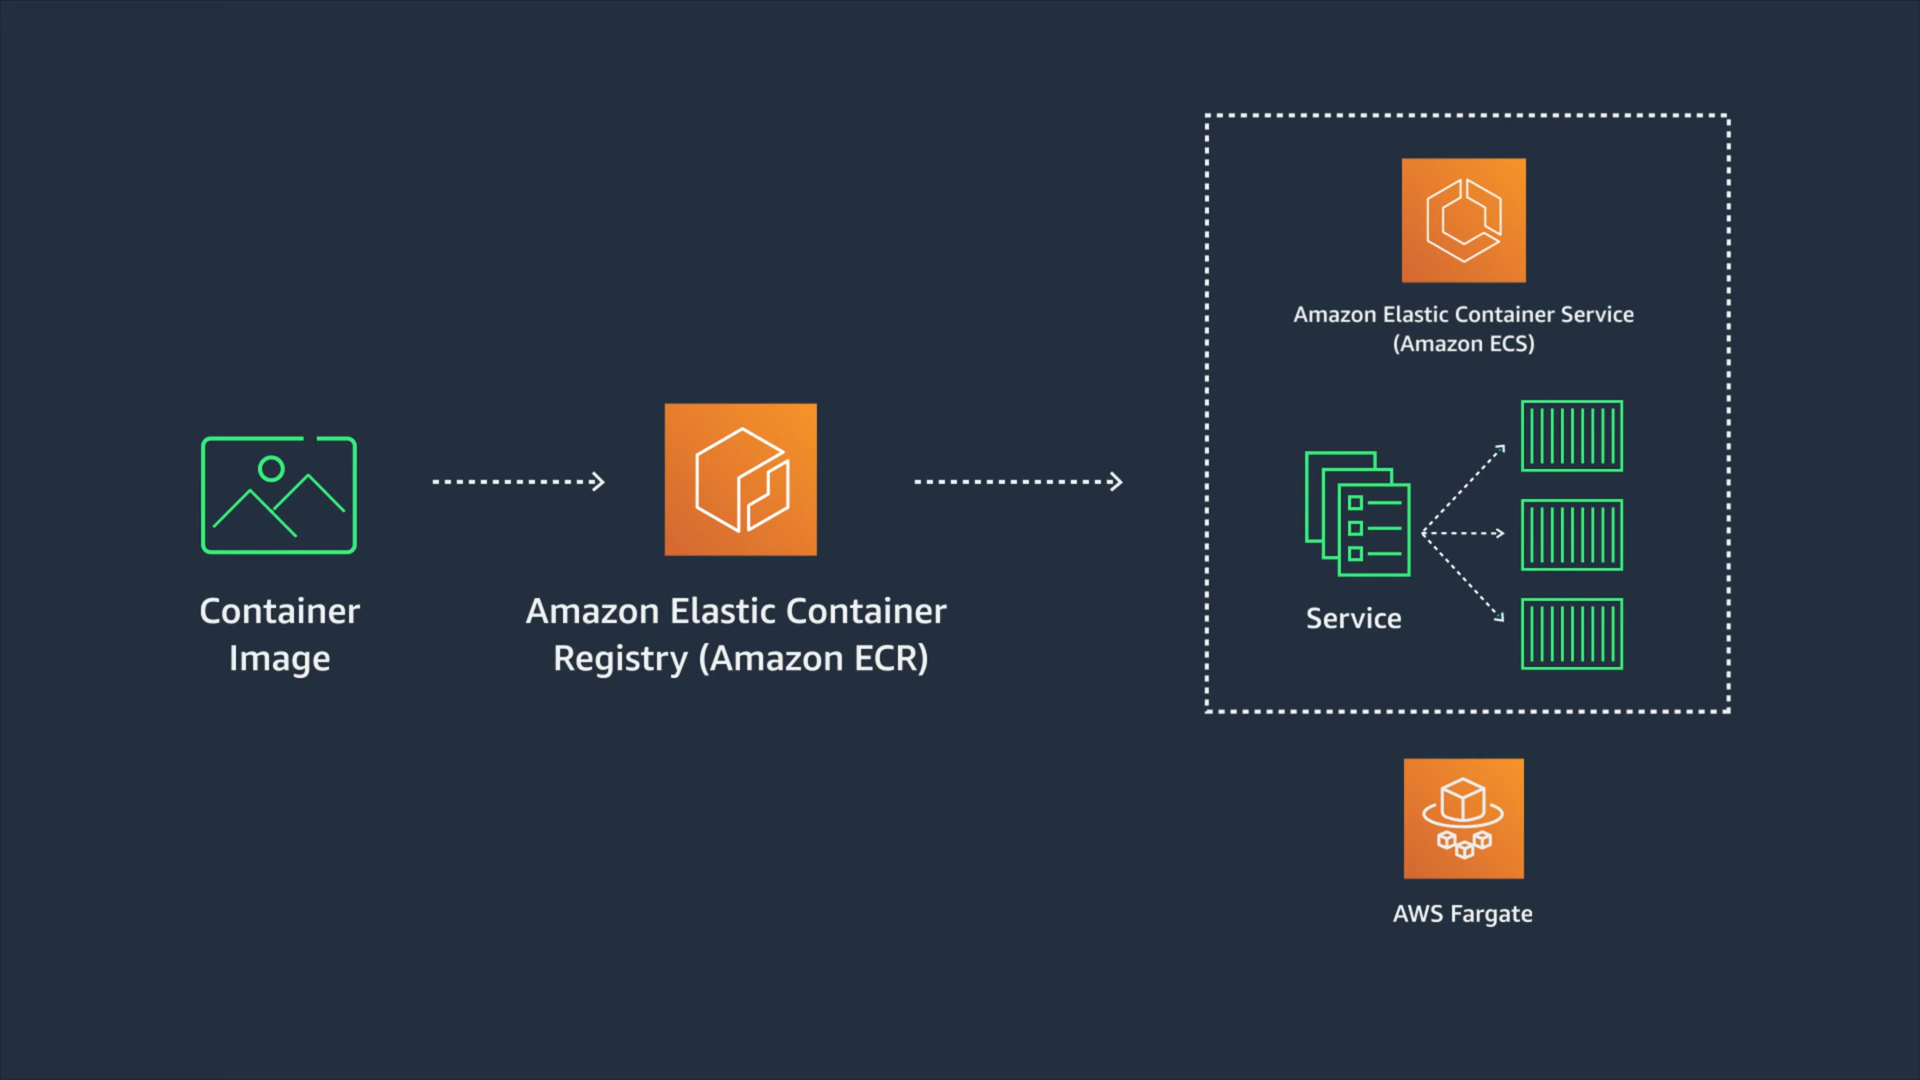 Container
Image
Amazon Elastic Container
Registry (Amazon ECR)
Amazon Elastic Container Service
(Amazon ECS)
Service
AWS Fargate